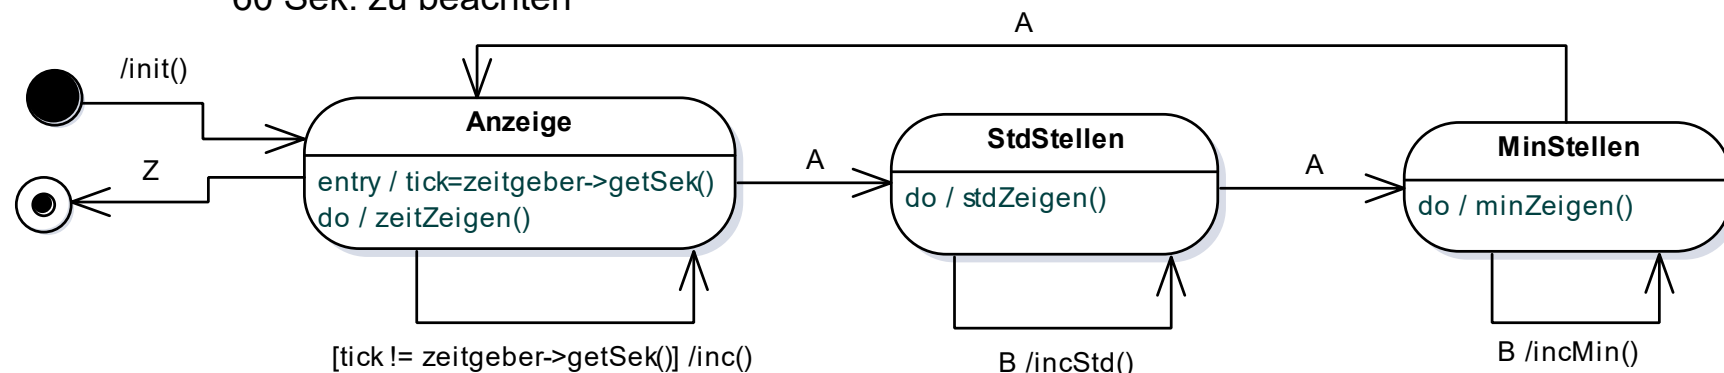 60 Sek. zu beachten
A
/init()
Anzeige
entry / tick=zeitgeber->getSek()
do / zeitZeigen()
Z
A
StdStellen
do / stdZeigen()
A
MinStellen
do / minZeigen()
[tick != zeitgeber->getSek()] /inc()
B /incStd()
B /incMin()